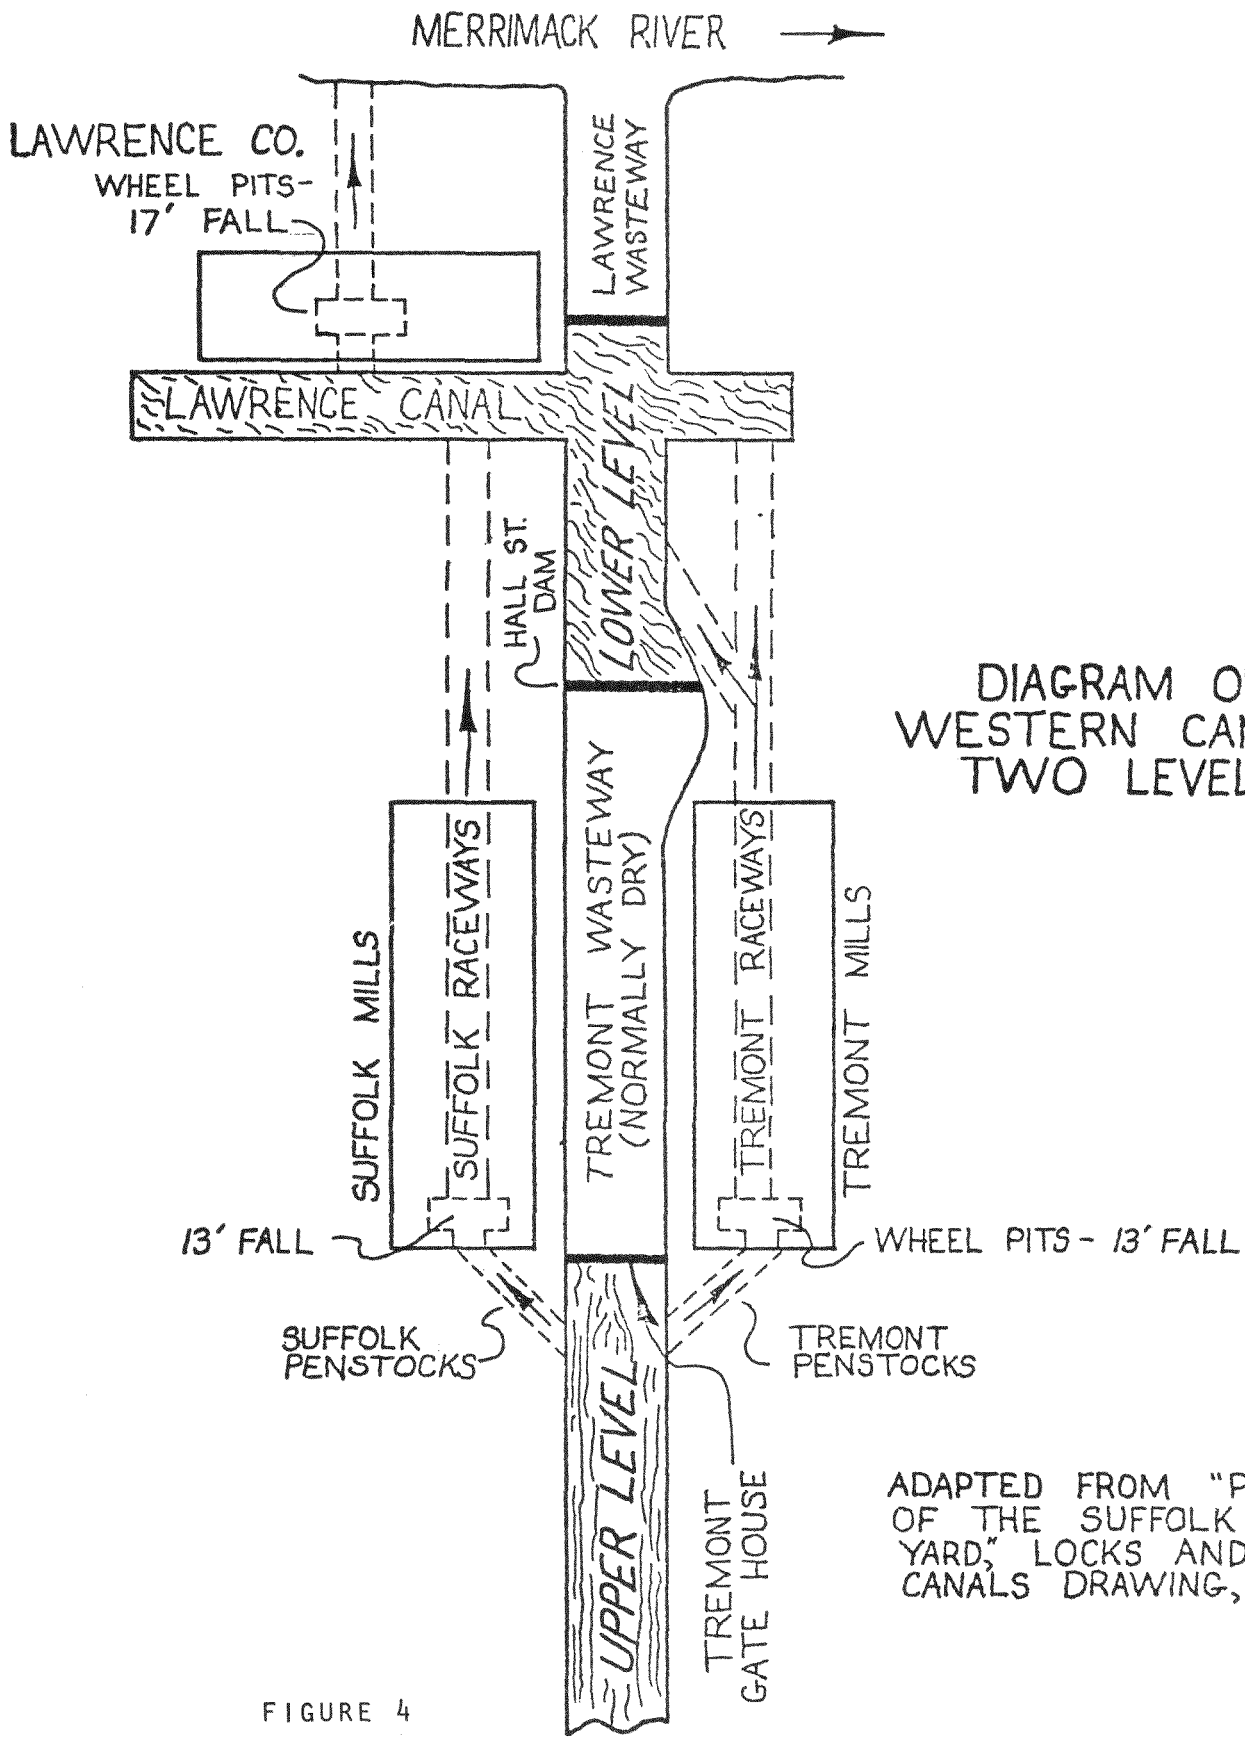 MERRIMACK RIVER
LAWRENCE CO.
WHEEL PITS-
17' FALL
LAWRENCE
WASTEWAY
LAWRENCE CANAL
LOWER LEVEL
HALL ST.
DAM
DIAGRAM O
WESTERN CA
TWO LEVEL
TREMONT WASTEWAY
(NORMALLY DRY)
SUFFOLK MILLS
SUFFOLK RACEWAYS
TREMONT RACEWAYS
TREMONT MILLS
13' FALL
WHEEL PITS - 13' FALL
SUFFOLK
PENSTOCKS
TREMONT
PENSTOCKS
UPPER LEVEL
TREMONT
GATE HOUSE
ADAPTED FROM "P
OF THE SUFFOLK
YARD," LOCKS AND
CANALS DRAWING,
FIGURE 4